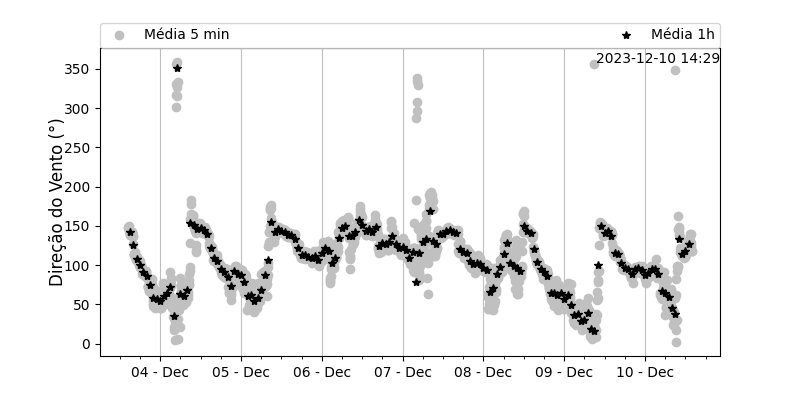 Média 5 min
Média 1h
2023-12-10 14:29
Direção do Vento (°)
350
300
250
200
150
100
50
0
04 - Dec
05 - Dec
06 - Dec
07 - Dec
08 - Dec
09 - Dec
10 - Dec